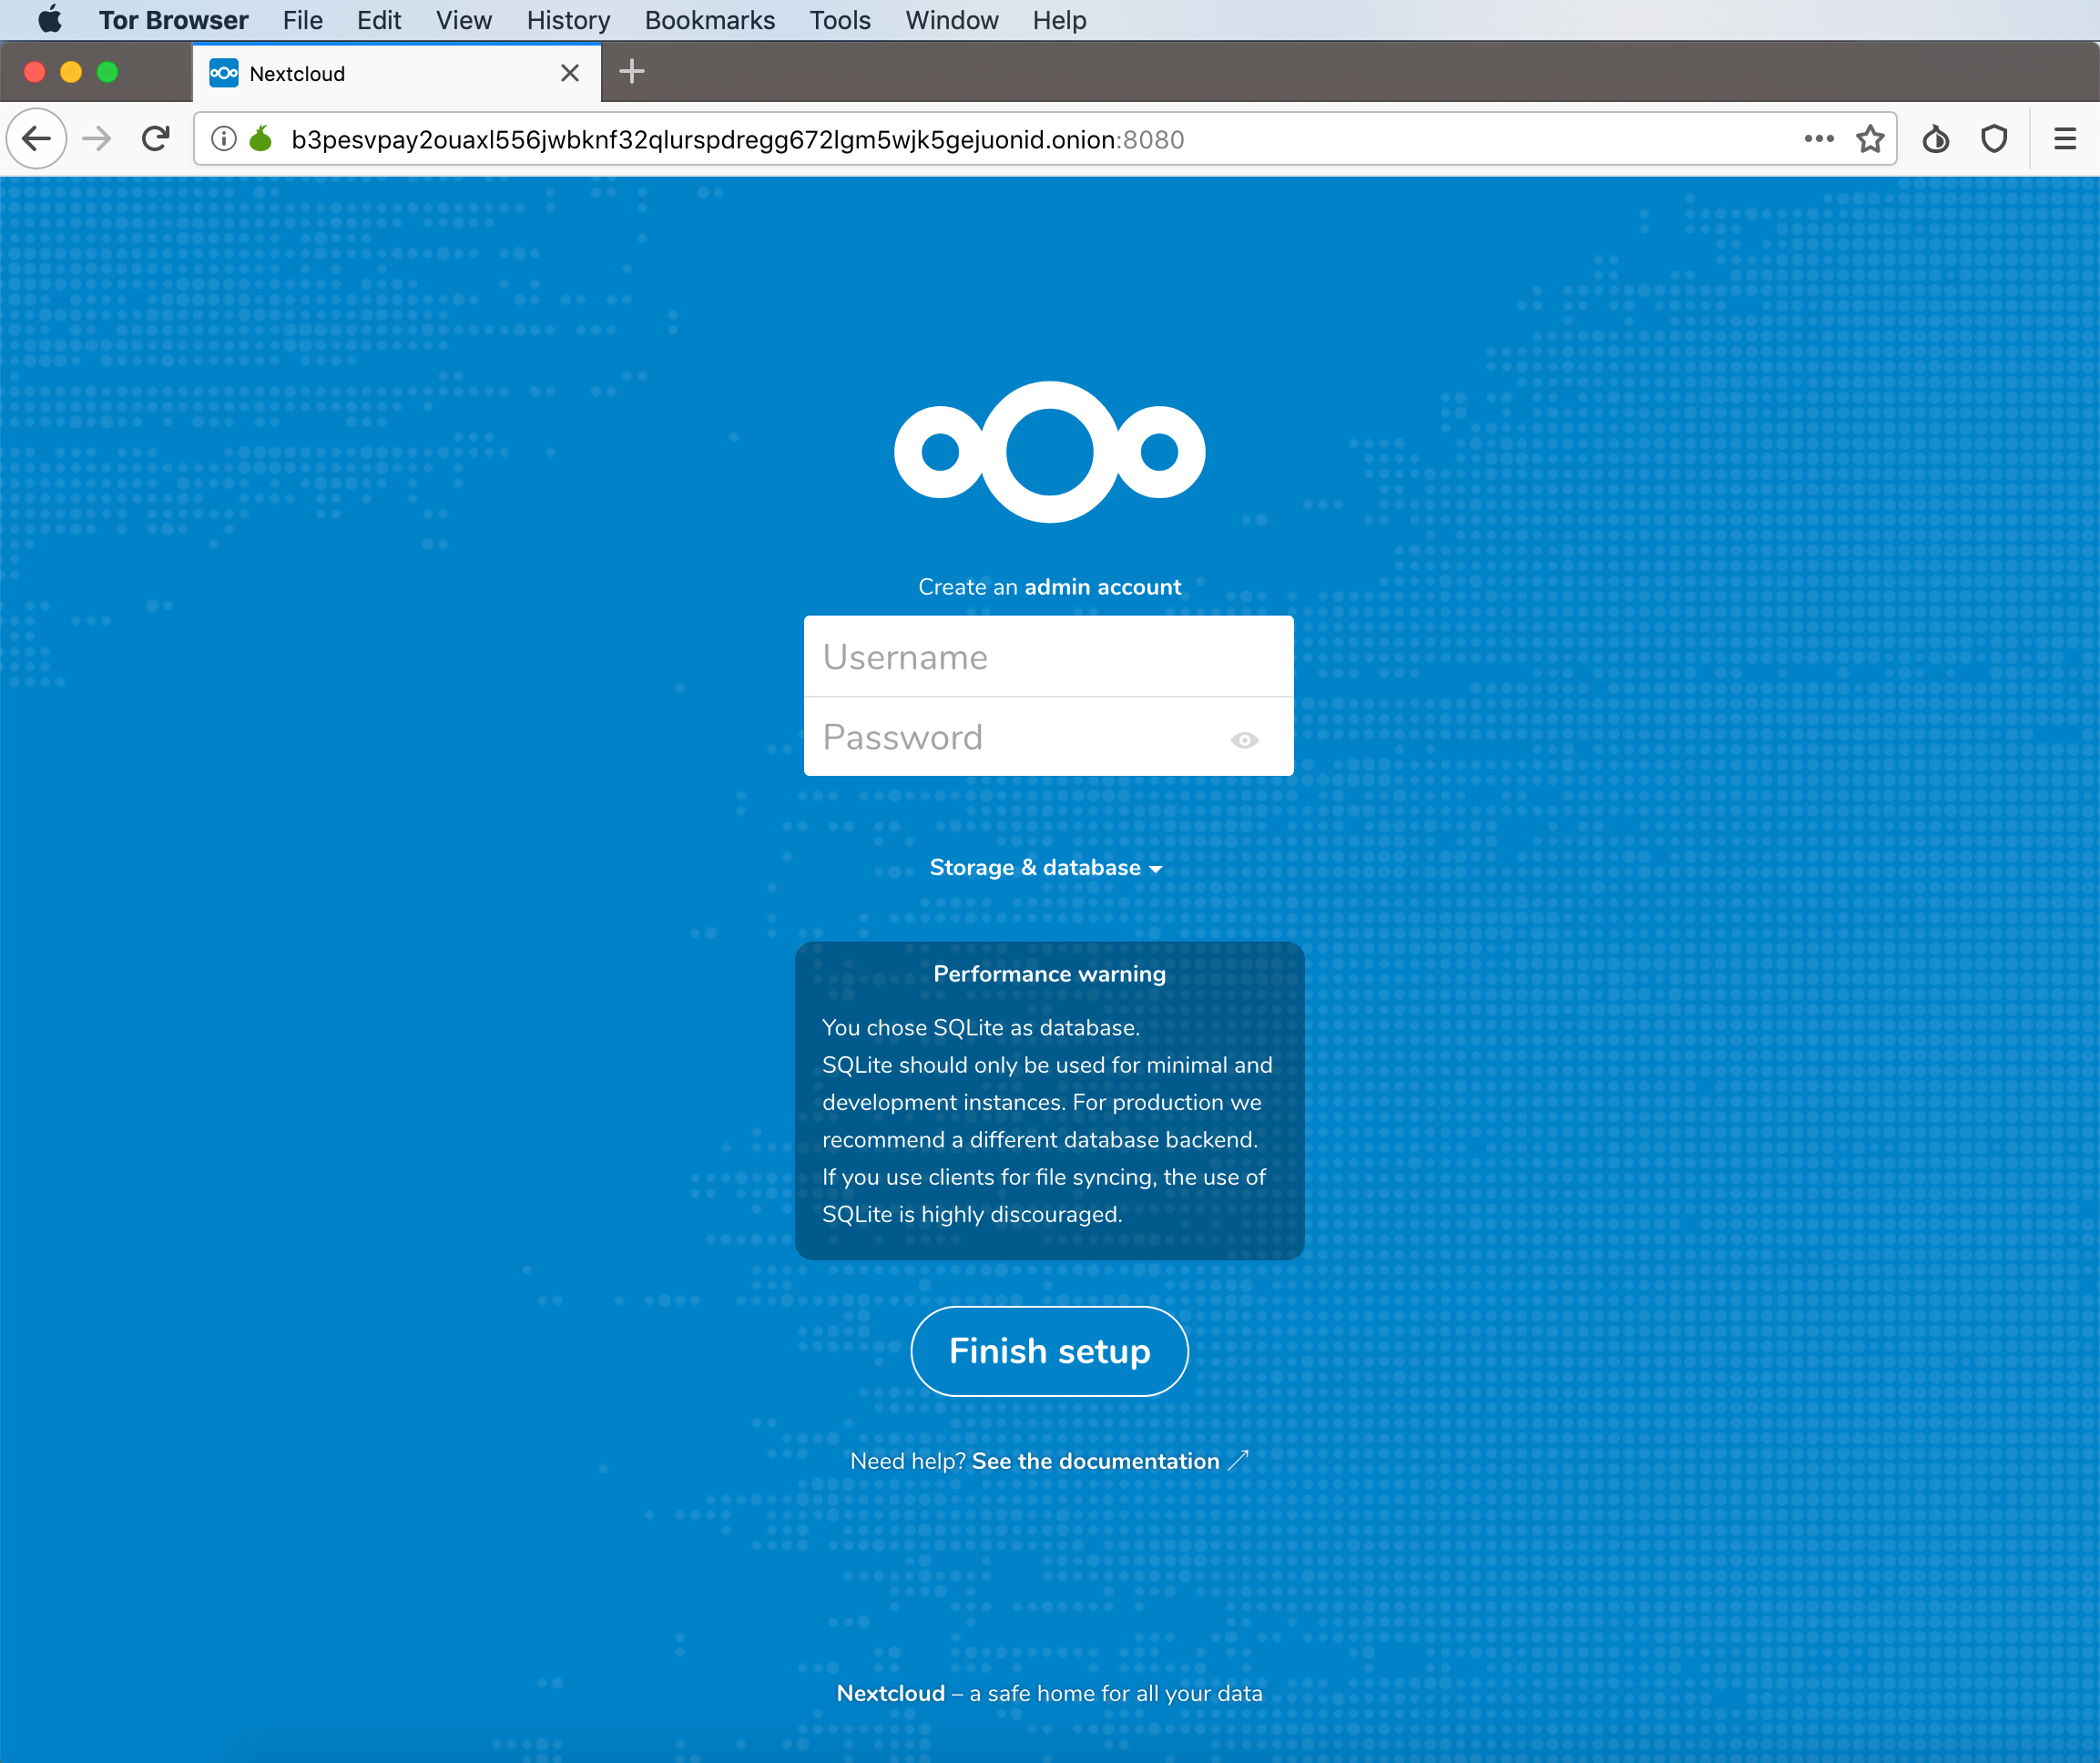 Tor Browser File Edit View History Bookmarks Tools Window Help
Nextcloud
b3pesvpay2ouaxl556jwbknf32qlurspdregg672lgm5wjk5gejuonid.onion:8080
Create an admin account
Username
Password
Storage & database
Performance warning
You chose SQLite as database.
SQLite should only be used for minimal and
development instances. For production we
recommend a different database backend.
If you use clients for file syncing, the use of
SQLite is highly discouraged.
Finish setup
Need help? See the documentation ↗
Nextcloud – a safe home for all your data